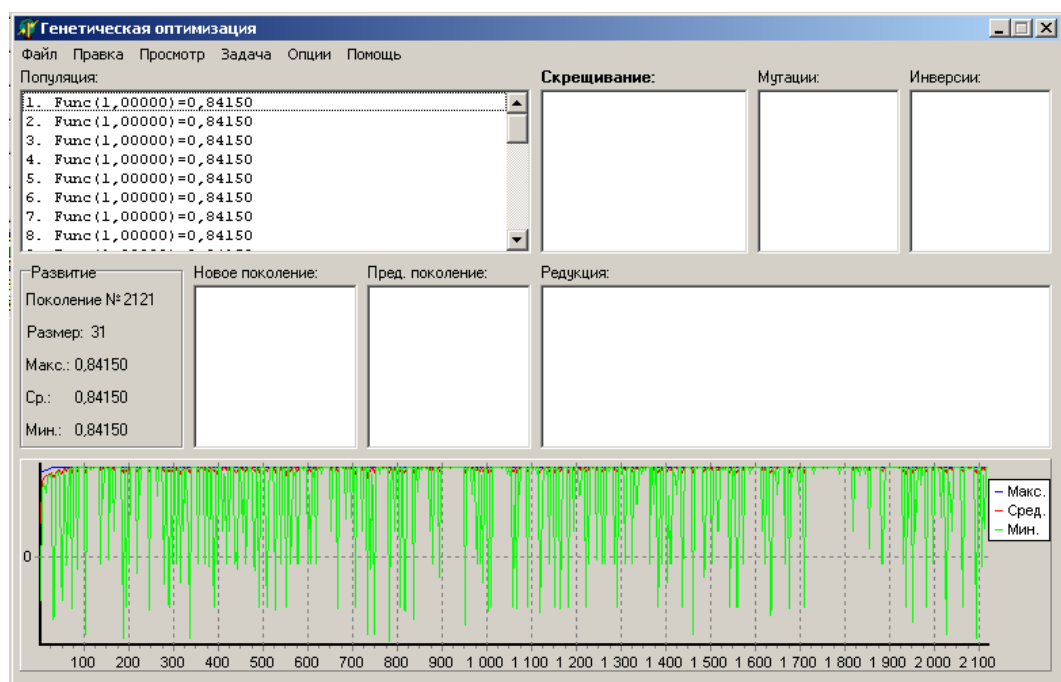 Генетическая оптимизация
Файл Правка Просмотр Задача Опции Помощь
Популяция: Скрещивание: Мутации: Инверсии:
1. Func(1,00000)=0,84150
2. Func(1,00000)=0,84150
3. Func(1,00000)=0,84150
4. Func(1,00000)=0,84150
5. Func(1,00000)=0,84150
6. Func(1,00000)=0,84150
7. Func(1,00000)=0,84150
8. Func(1,00000)=0,84150
Развитие Новое поколение: Пред. поколение: Редукция:
Поколение № 2121
Размер: 31
Макс.: 0,84150
Ср.: 0,84150
Мин.: 0,84150
Макс.
Сред.
Мин.
0
100 200 300 400 500 600 700 800 900 1 000 1 100 1 200 1 300 1 400 1 500 1 600 1 700 1 800 1 900 2 000 2 100